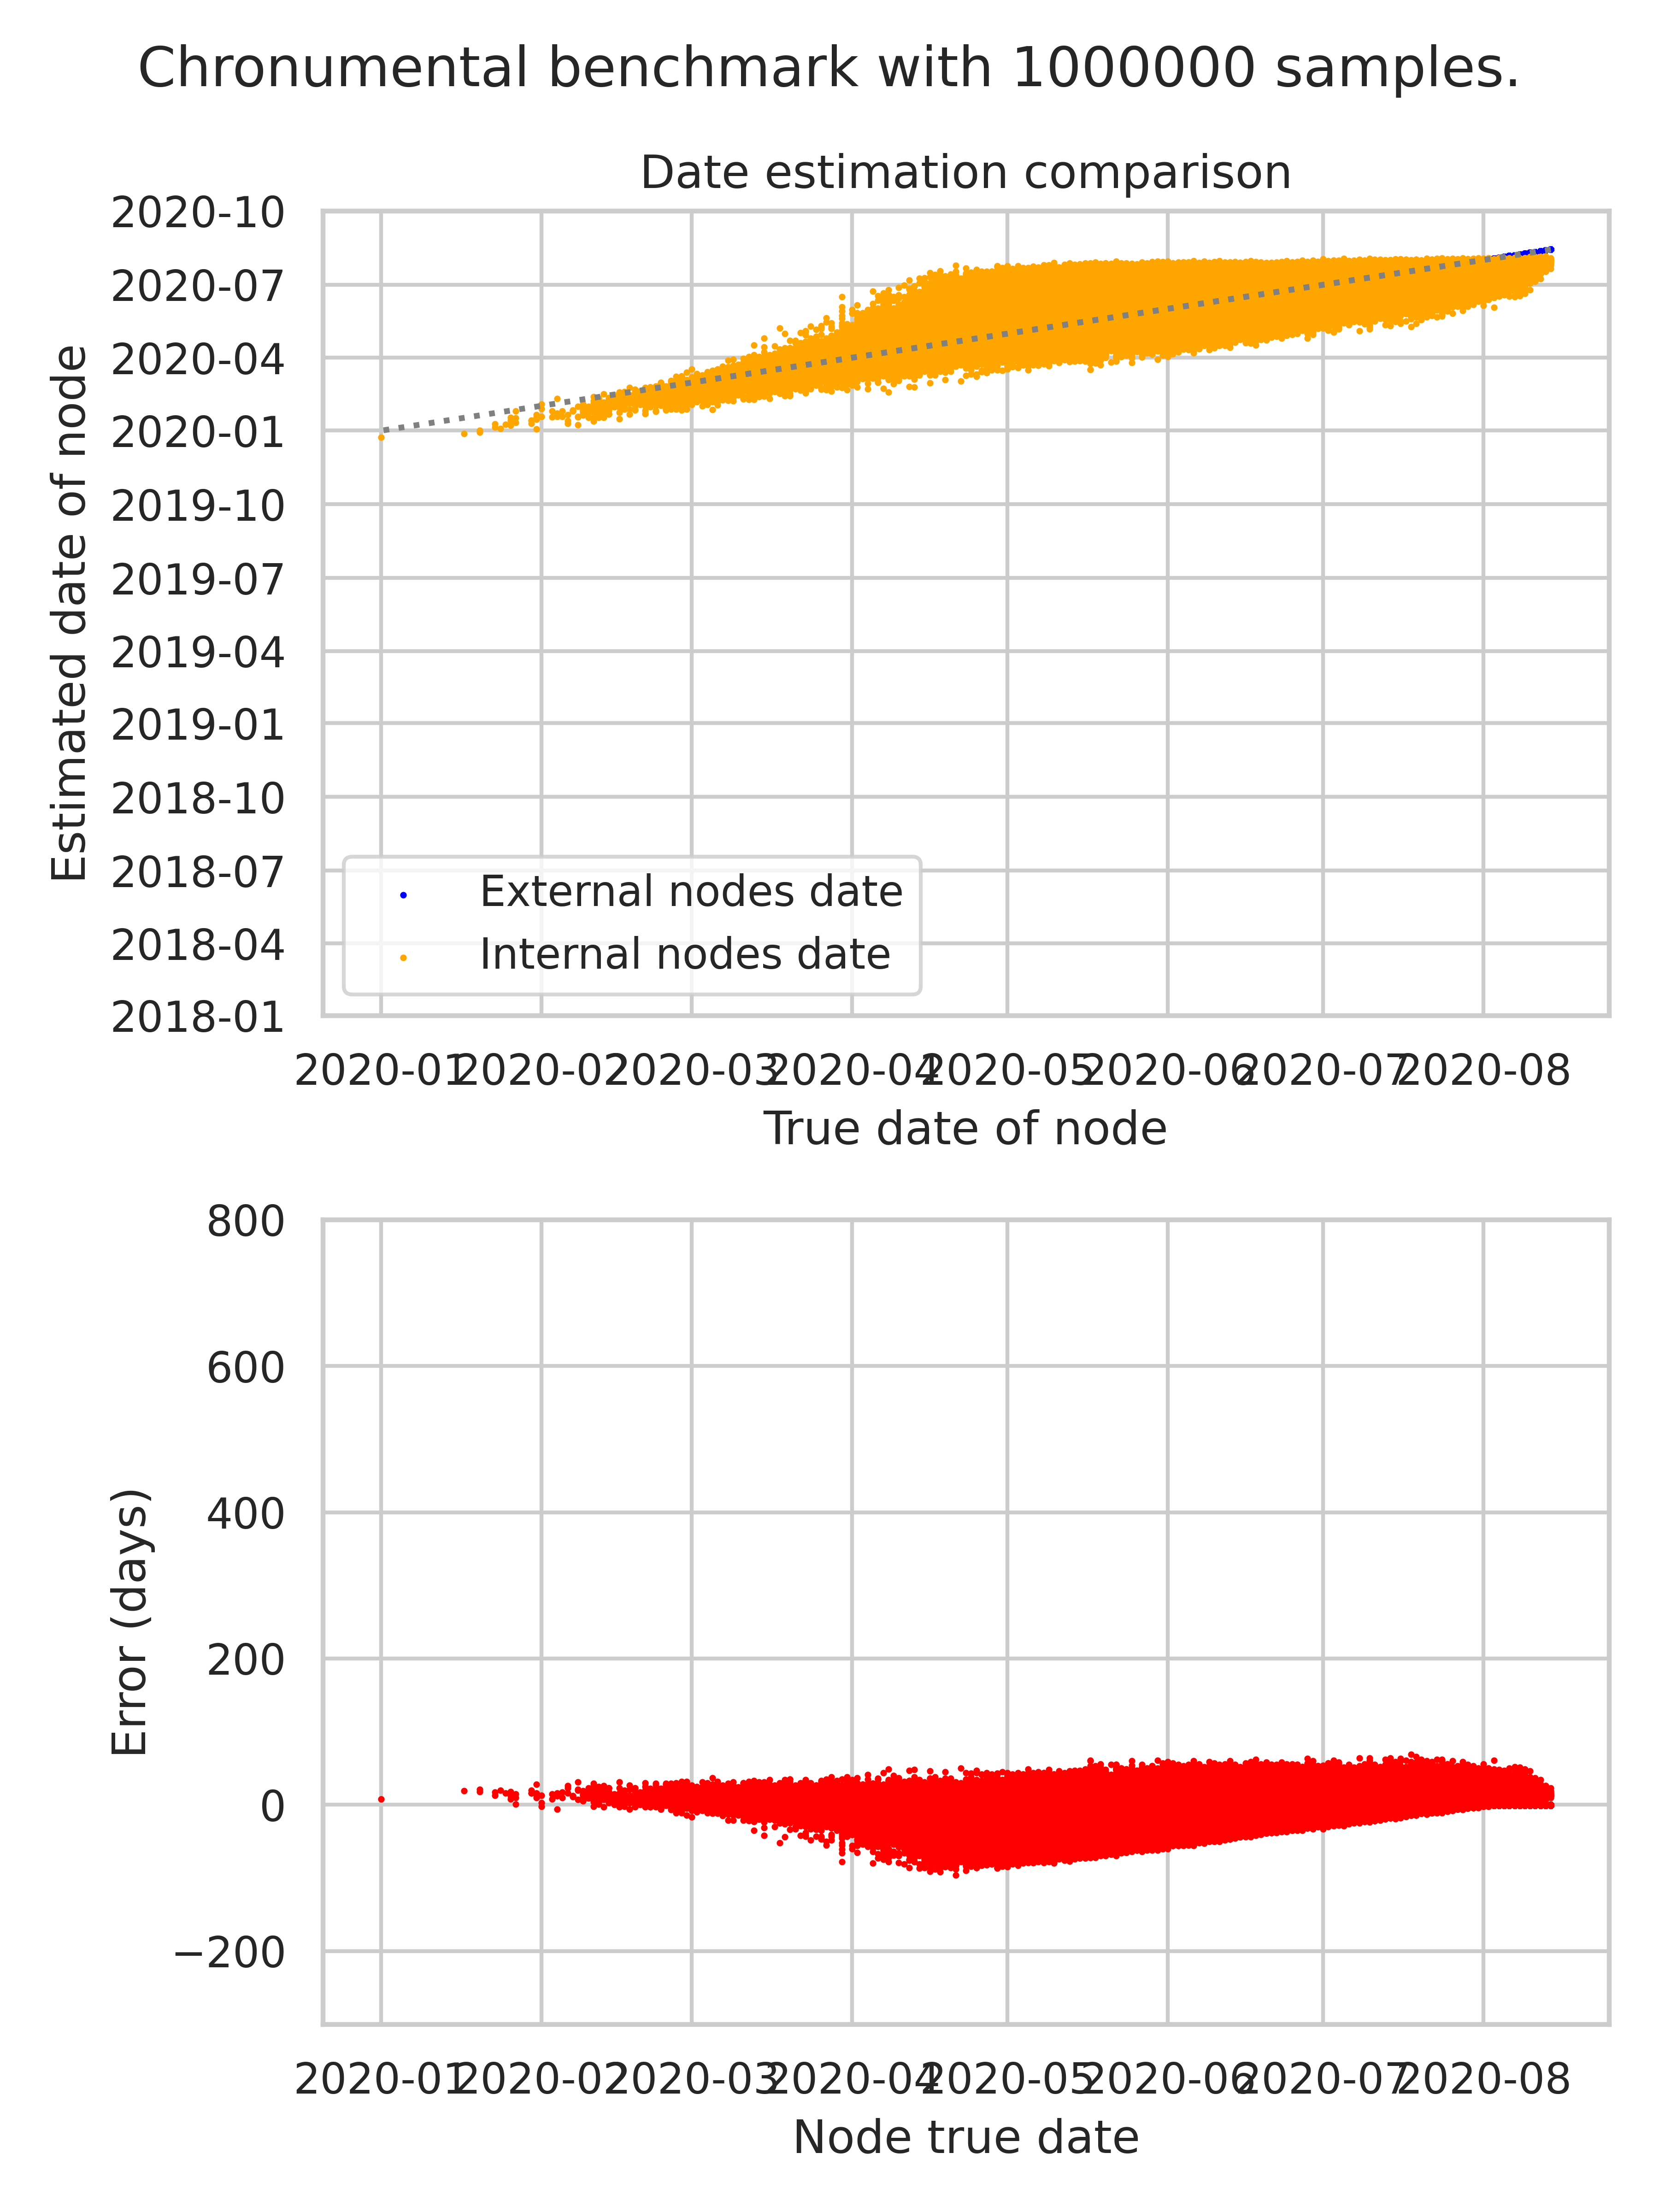 Chronumental benchmark with 1000000 samples.
Date estimation comparison
2020-10
2020-07
2020-04
2020-01
2019-10
2019-07
2019-04
2019-01
2018-10
2018-07
2018-04
2018-01
Estimated date of node
External nodes date
Internal nodes date
2020-01 2020-02 2020-03 2020-04 2020-05 2020-06 2020-07 2020-08
True date of node
800
600
400
200
0
−200
Error (days)
2020-01 2020-02 2020-03 2020-04 2020-05 2020-06 2020-07 2020-08
Node true date